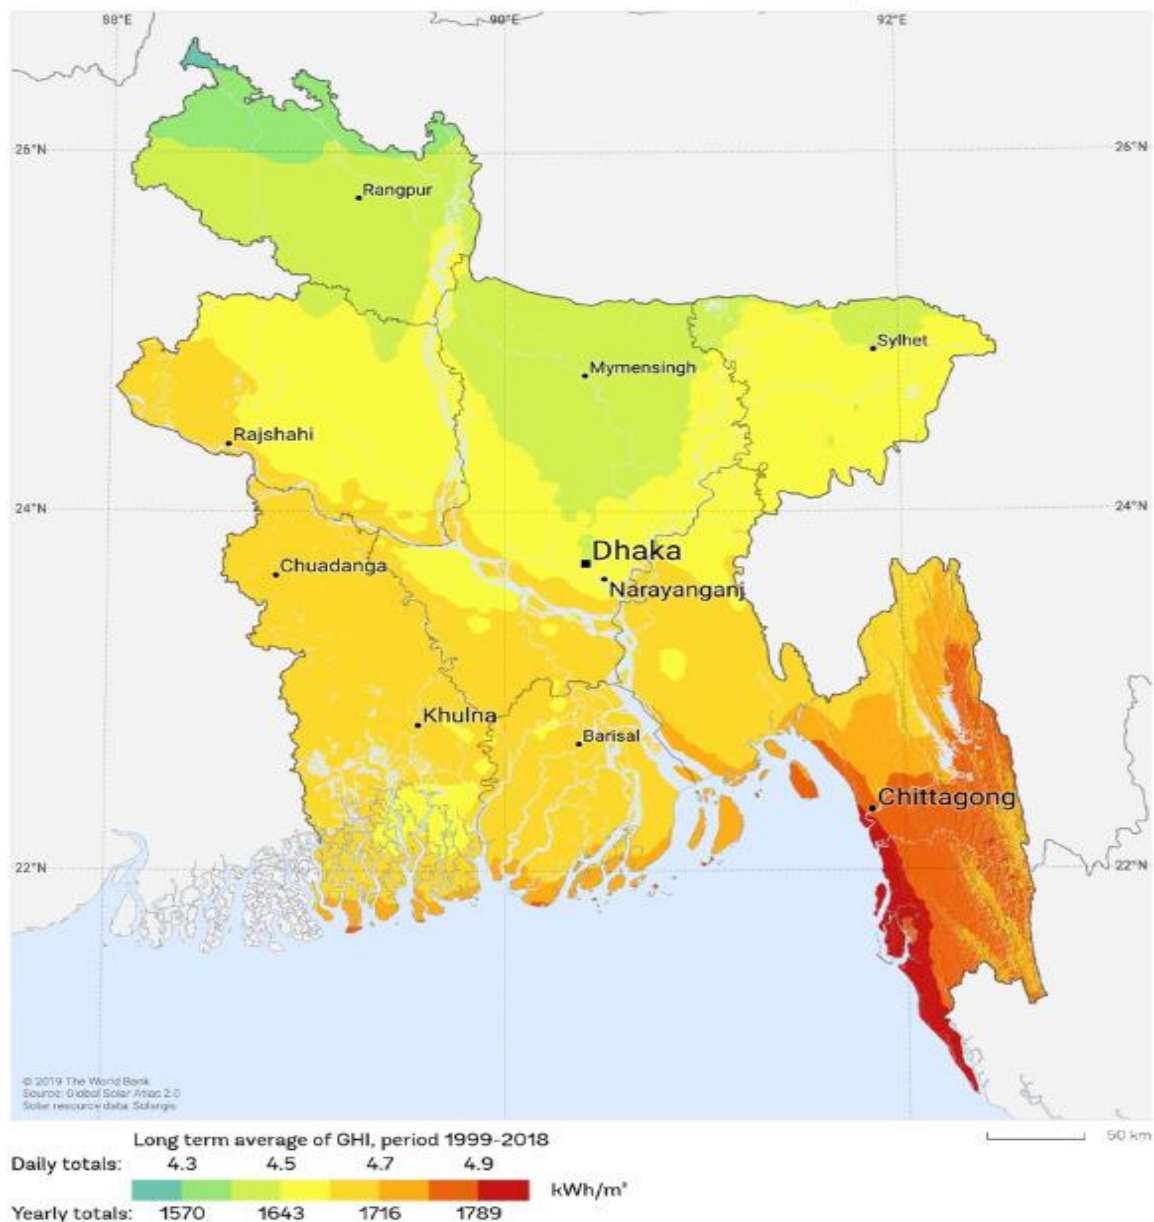 88°E 90°E 92°E
26°N 26°N
Rangpur
Sylhet
Mymensingh
Rajshahi
24°N 24°N
Dhaka
Chuadanga
Narayanganj
Khulna
Barisal
Chittagong
22°N 22°N
© 2019 The World Bank
Source: Global Solar Atlas 2.0
Solar resource data: Solargis
Long term average of GHI, period 1999-2018
50 km
Daily totals: 4.3 4.5 4.7 4.9
kWh/m²
Yearly totals: 1570 1643 1716 1789